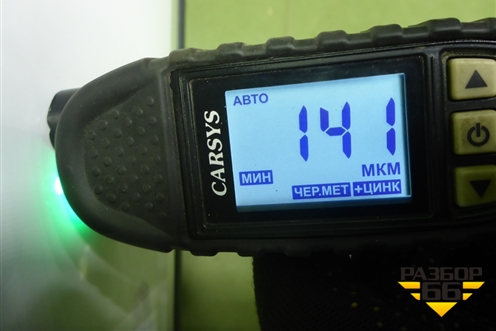 CARSYS
АВТО
141
МКМ
МИН
ЧЕР.МЕТ +ЦИНК
РАЗБОР
66